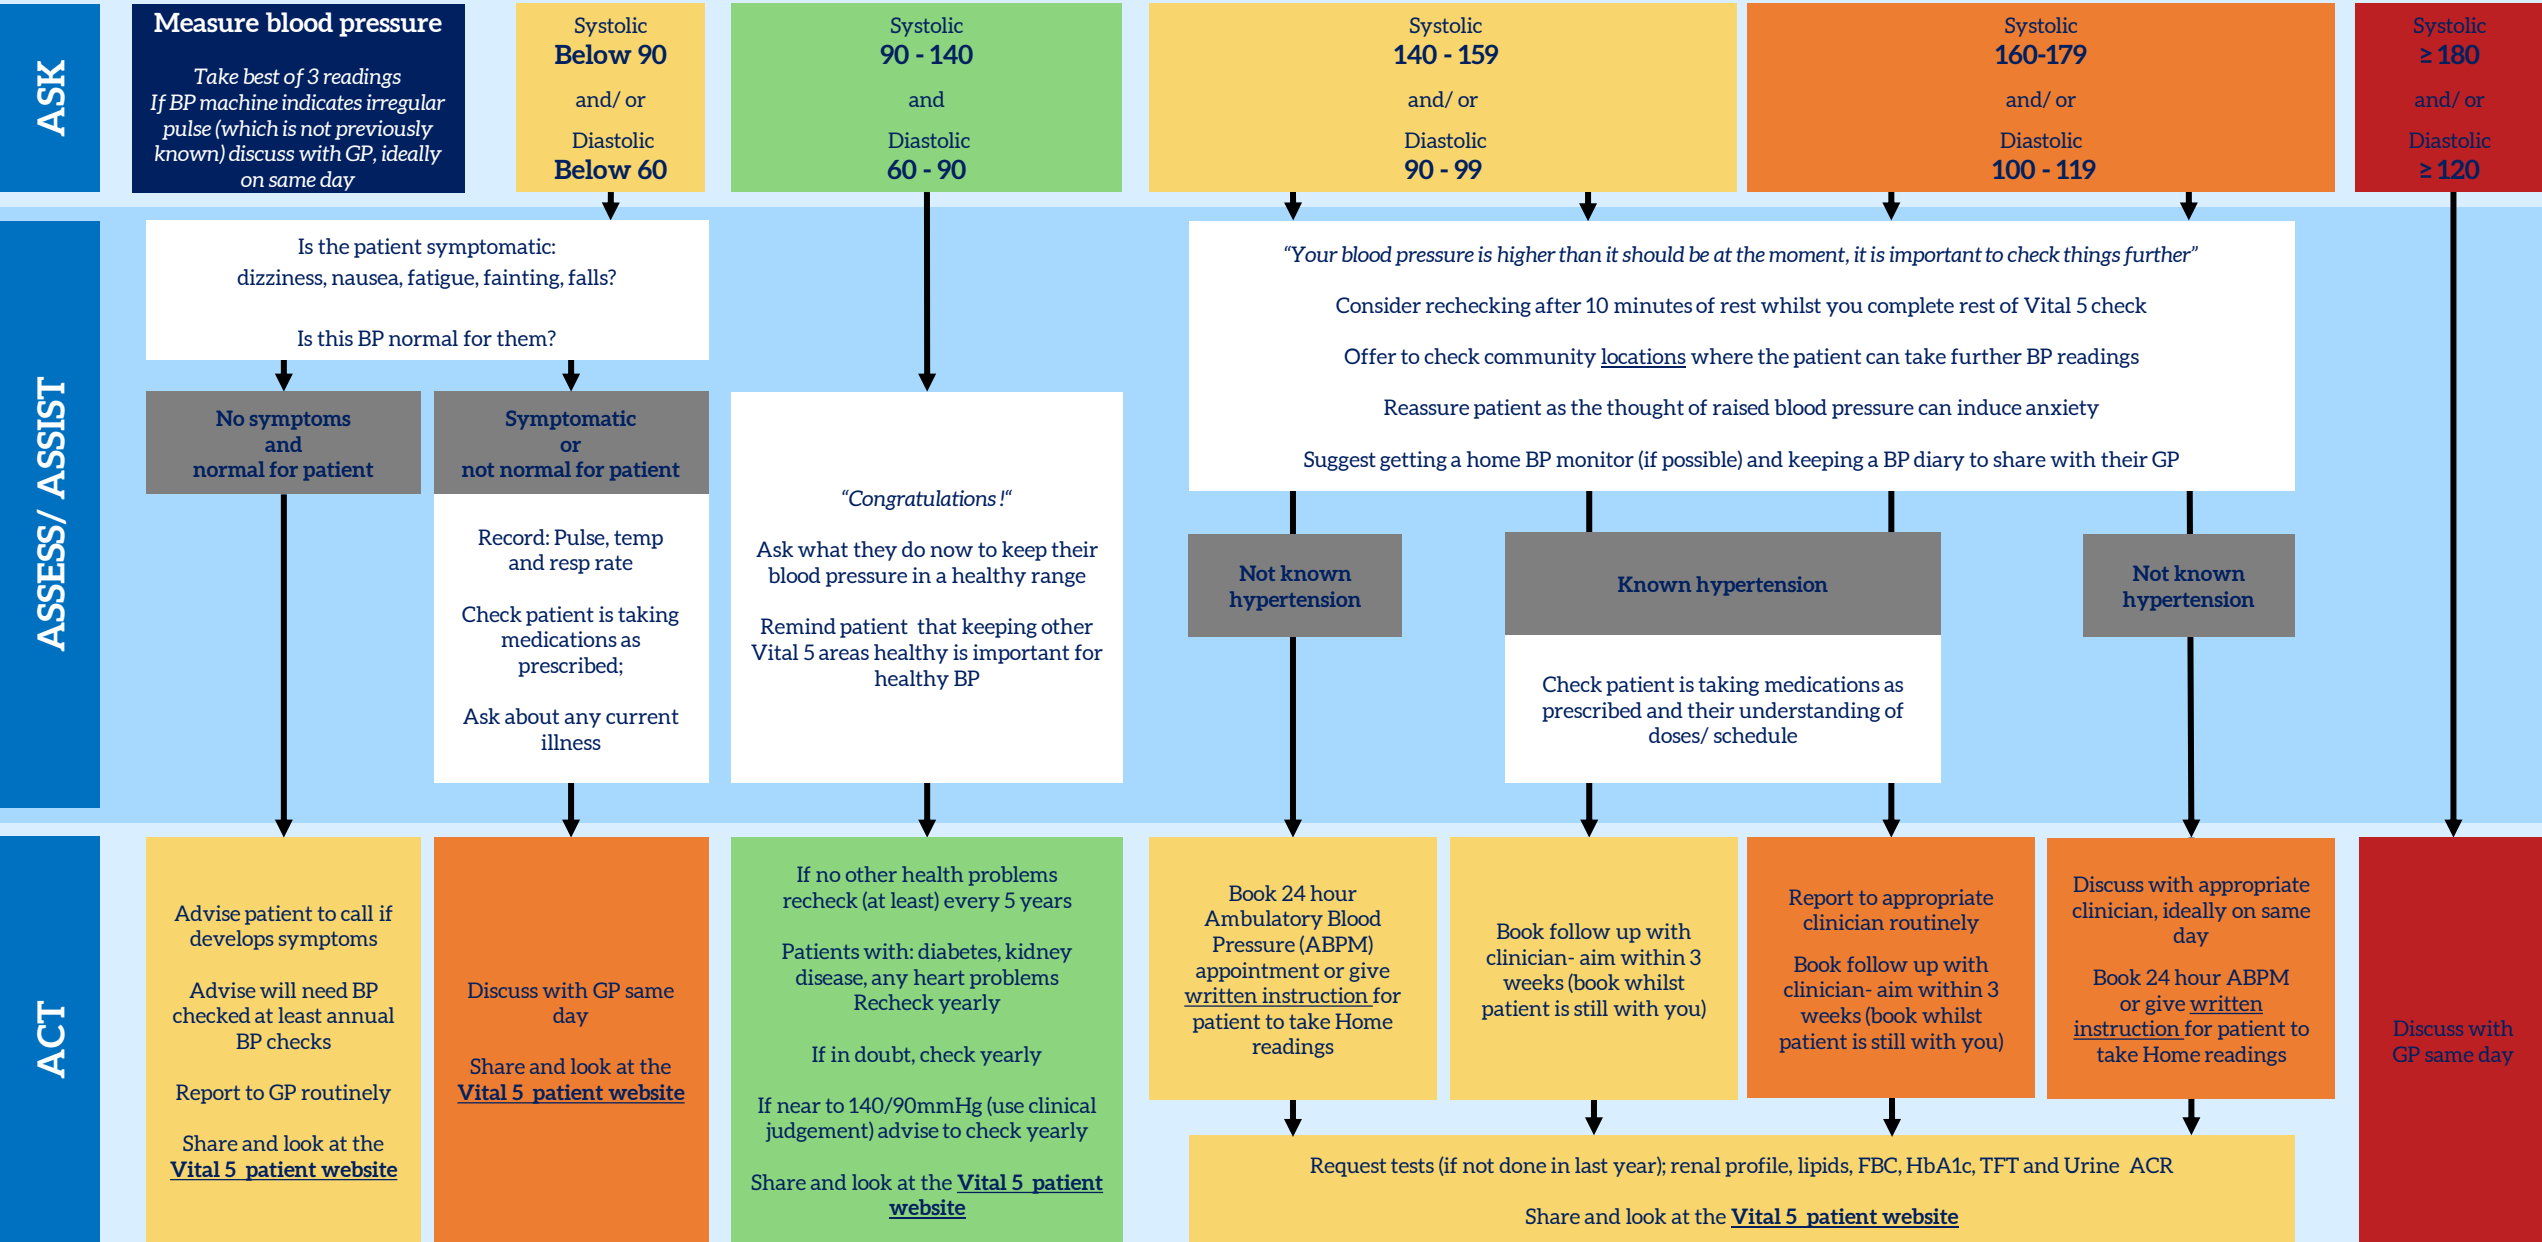 ASK
Measure blood pressure
Take best of 3 readings
If BP machine indicates irregular
pulse (which is not previously
known) discuss with GP, ideally
on same day
Systolic
Below 90
and/ or
Diastolic
Below 60
Systolic
90 - 140
and
Diastolic
60 - 90
Systolic
140 - 159
and/ or
Diastolic
90 - 99
Systolic
160-179
and/ or
Diastolic
100 - 119
Systolic
≥ 180
and/ or
Diastolic
≥ 120
ASSESS/ ASSIST
Is the patient symptomatic:
dizziness, nausea, fatigue, fainting, falls?
Is this BP normal for them?
No symptoms
and
normal for patient
Symptomatic
or
not normal for patient
Record: Pulse, temp
and resp rate
Check patient is taking
medications as
prescribed;
Ask about any current
illness
“Congratulations !“
Ask what they do now to keep their
blood pressure in a healthy range
Remind patient  that keeping other
Vital 5 areas healthy is important for
healthy BP
“Your blood pressure is higher than it should be at the moment, it is important to check things further”
Consider rechecking after 10 minutes of rest whilst you complete rest of Vital 5 check
Offer to check community locations where the patient can take further BP readings
Reassure patient as the thought of raised blood pressure can induce anxiety
Suggest getting a home BP monitor (if possible) and keeping a BP diary to share with their GP
Not known
hypertension
Known hypertension
Check patient is taking medications as
prescribed and their understanding of
doses/ schedule
Not known
hypertension
ACT
Advise patient to call if
develops symptoms
Advise will need BP
checked at least annual
BP checks
Report to GP routinely
Share and look at the
Vital 5  patient website
Discuss with GP same
day
Share and look at the
Vital 5  patient website
If no other health problems
recheck (at least) every 5 years
Patients with: diabetes, kidney
disease, any heart problems
Recheck yearly
If in doubt, check yearly
If near to 140/90mmHg (use clinical
judgement) advise to check yearly
Share and look at the Vital 5  patient
website
Book 24 hour
Ambulatory Blood
Pressure (ABPM)
appointment or give
written instruction for
patient to take Home
readings
Book follow up with
clinician- aim within 3
weeks (book whilst
patient is still with you)
Report to appropriate
clinician routinely
Book follow up with
clinician- aim within 3
weeks (book whilst
patient is still with you)
Discuss with appropriate
clinician, ideally on same
day
Book 24 hour ABPM
or give written
instruction for patient to
take Home readings
Request tests (if not done in last year); renal profile, lipids, FBC, HbA1c, TFT and Urine  ACR
Share and look at the Vital 5  patient website
Discuss with
GP same day